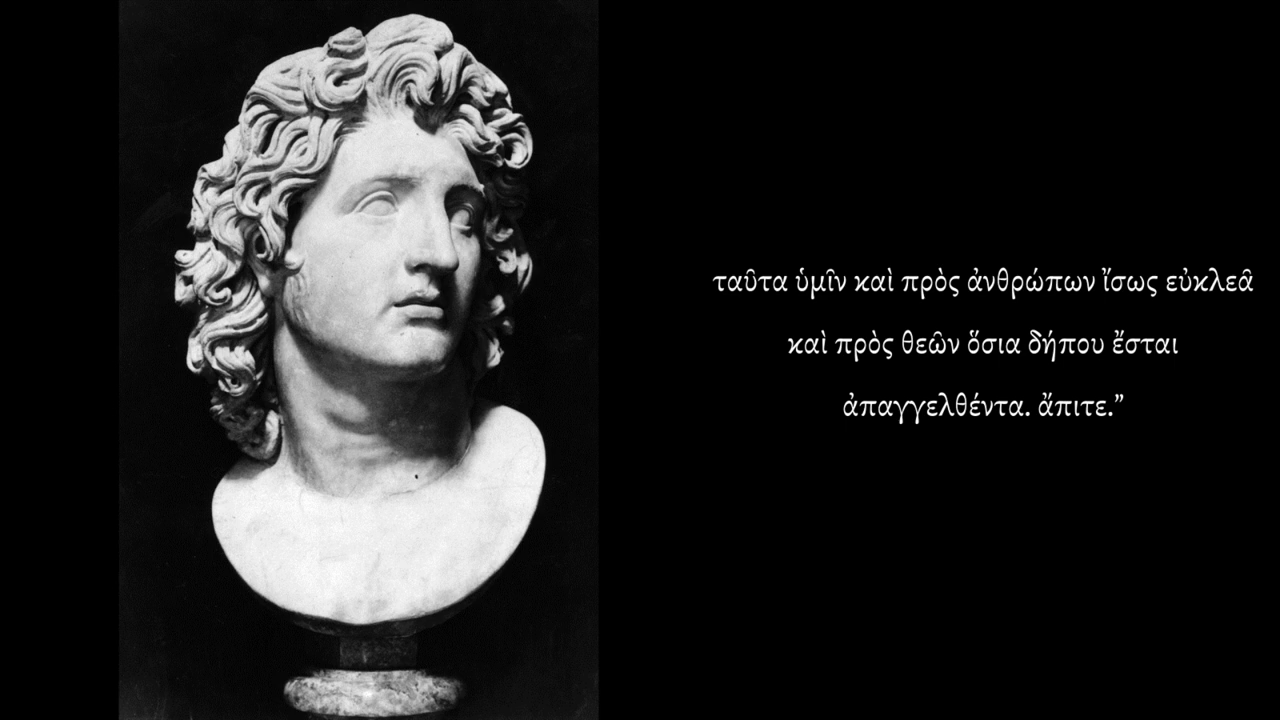 ταῦτα ὑμῖν καὶ πρὸς ἀνθρώπων ἴσως εὐκλεᾶ
καὶ πρὸς θεῶν ὅσια δήπου ἔσται
ἀπαγγελθέντα. ἄπιτε.”